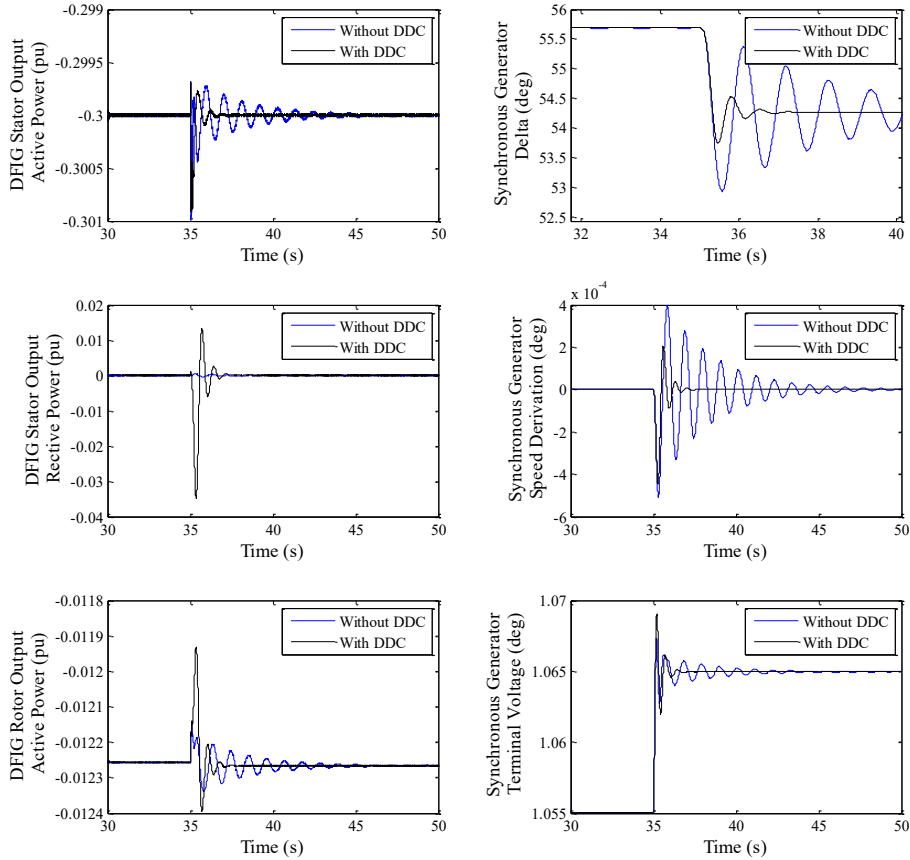 -0.299
-0.2995
-0.3
-0.3005
-0.301
DFIG Stator Output
Active Power (pu)
Without DDC
With DDC
30
35
40
45
50
Time (s)
56
55.5
55
54.5
54
53.5
53
52.5
Synchronous Generator
Delta (deg)
Without DDC
With DDC
32
34
36
38
40
Time (s)
0.02
0.01
0
-0.01
-0.02
-0.03
-0.04
DFIG Stator Output
Rective Power (pu)
Without DDC
With DDC
30
35
40
45
50
Time (s)
x 10-4
4
2
0
-2
-4
-6
Synchronous Generator
Speed Derivation (deg)
Without DDC
With DDC
30
35
40
45
50
Time (s)
-0.0118
-0.0119
-0.012
-0.0121
-0.0122
-0.0123
-0.0124
DFIG Rotor Output
Active Power (pu)
Without DDC
With DDC
30
35
40
45
50
Time (s)
1.07
1.065
1.06
1.055
Synchronous Generator
Terminal Voltage (deg)
Without DDC
With DDC
30
35
40
45
50
Time (s)